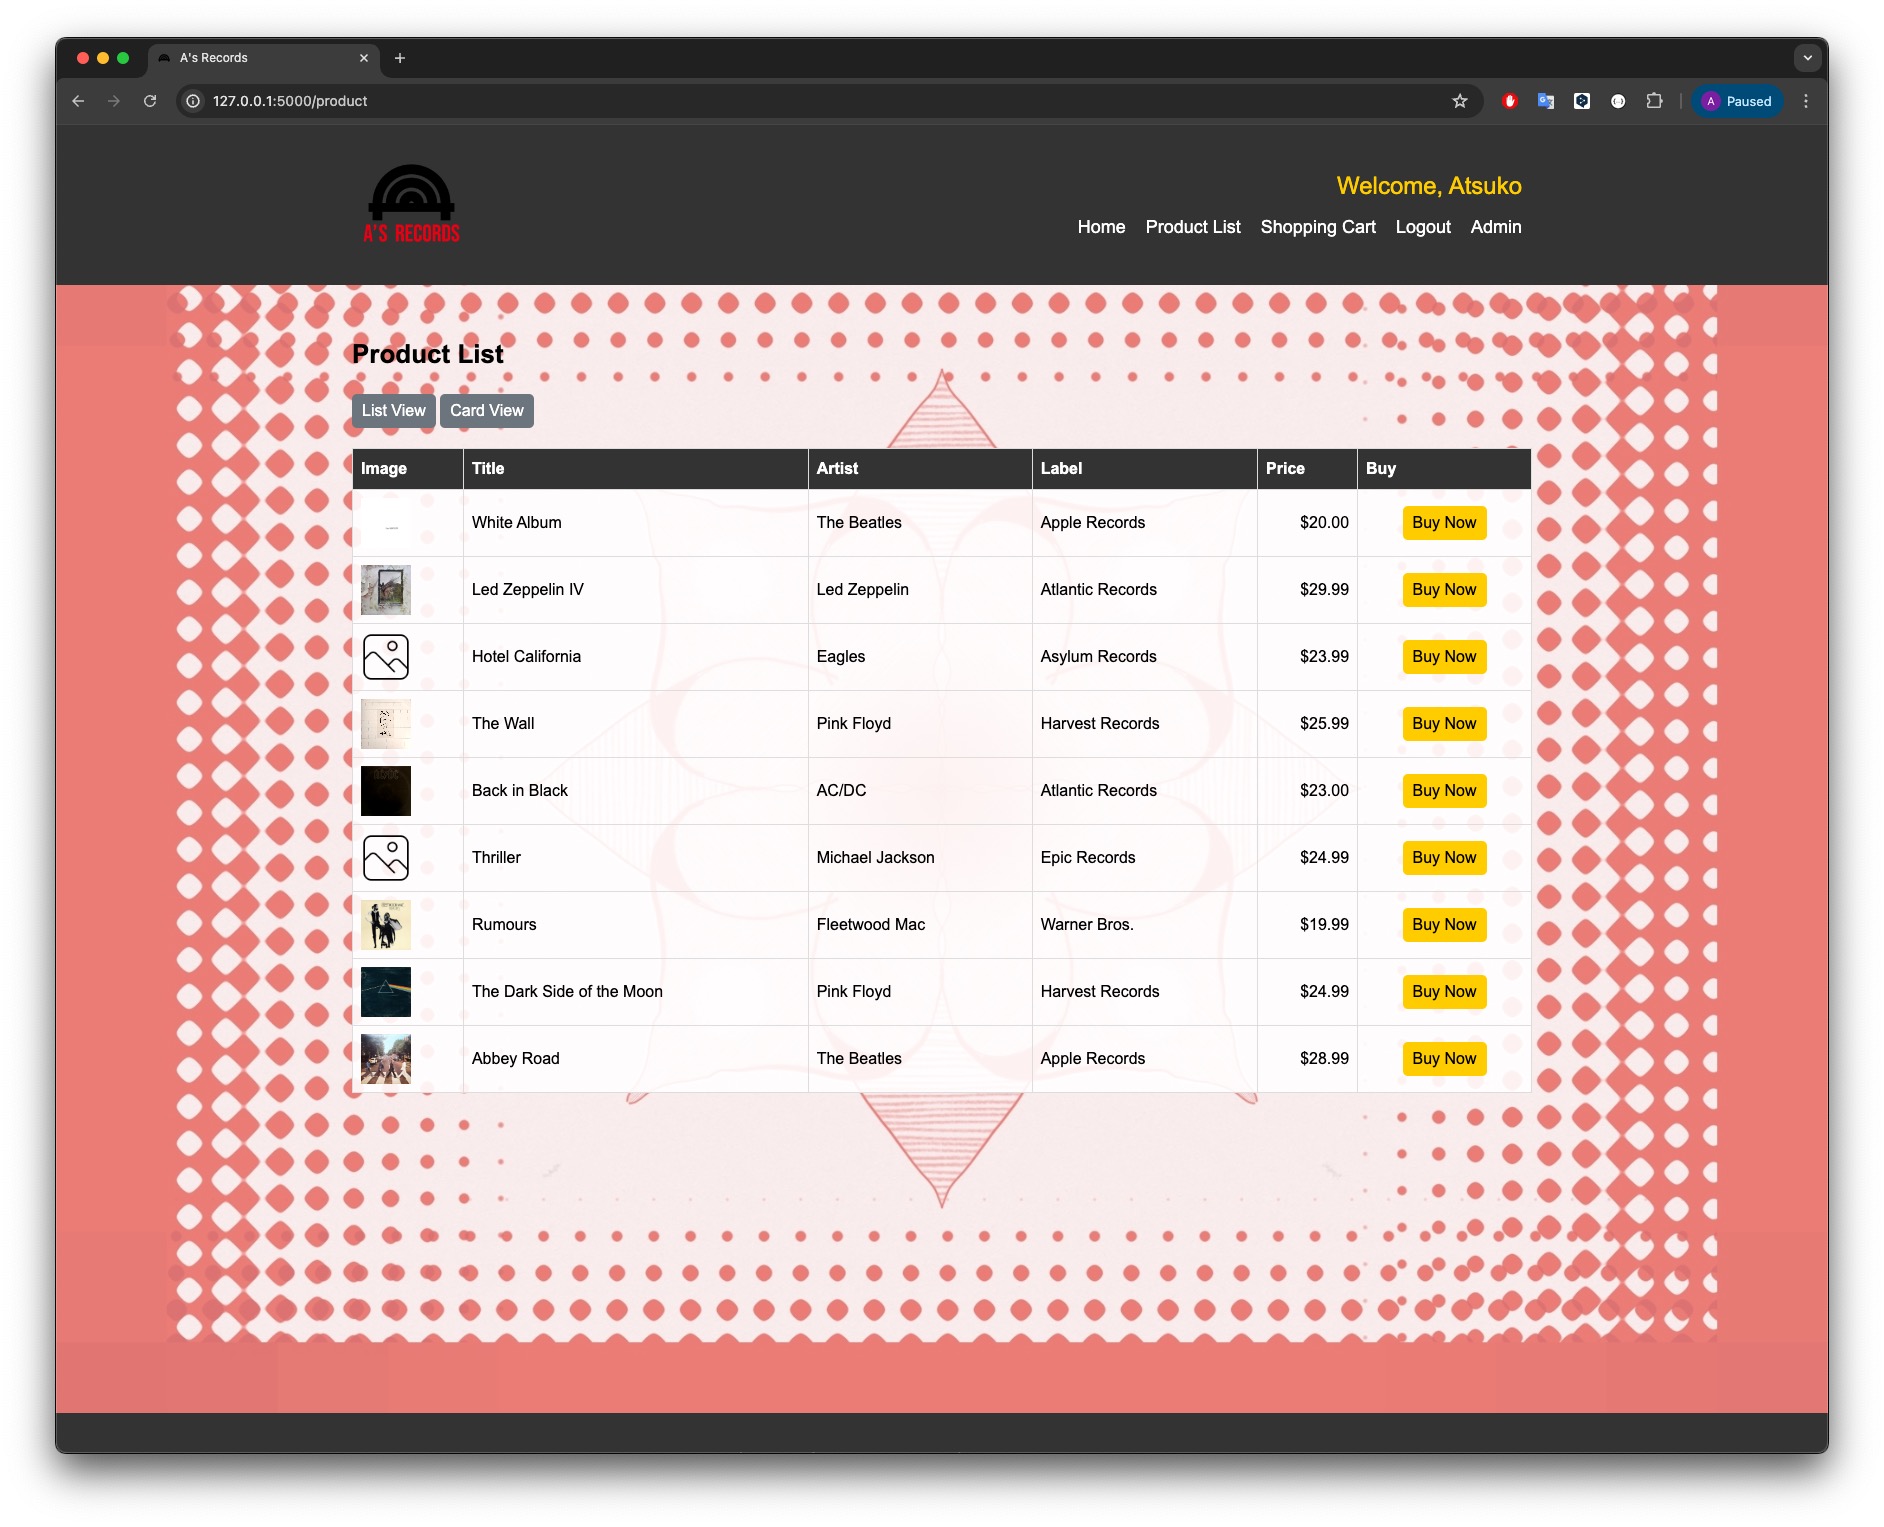 A's Records
127.0.0.1:5000/product
A Paused
A'S RECORDS
Welcome, Atsuko
Home Product List Shopping Cart Logout Admin
Product List
List View Card View
Image Title Artist Label Price Buy
White Album The Beatles Apple Records $20.00 Buy Now
Led Zeppelin IV Led Zeppelin Atlantic Records $29.99 Buy Now
Hotel California Eagles Asylum Records $23.99 Buy Now
The Wall Pink Floyd Harvest Records $25.99 Buy Now
Back in Black AC/DC Atlantic Records $23.00 Buy Now
Thriller Michael Jackson Epic Records $24.99 Buy Now
Rumours Fleetwood Mac Warner Bros. $19.99 Buy Now
The Dark Side of the Moon Pink Floyd Harvest Records $24.99 Buy Now
Abbey Road The Beatles Apple Records $28.99 Buy Now